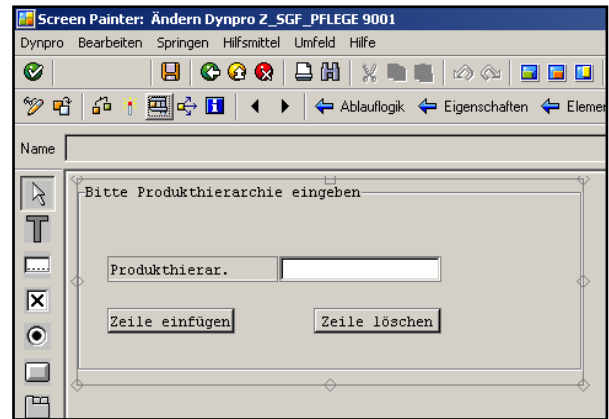 Screen Painter: Ändern Dynpro Z_SGF_PFLEGE 9001
Dynpro Bearbeiten Springen Hilfsmittel Umfeld Hilfe
Ablauflogik Eigenschaften Elemer
Name
Bitte Produkthierarchie eingeben
Produkthierar.
Zeile einfügen Zeile löschen